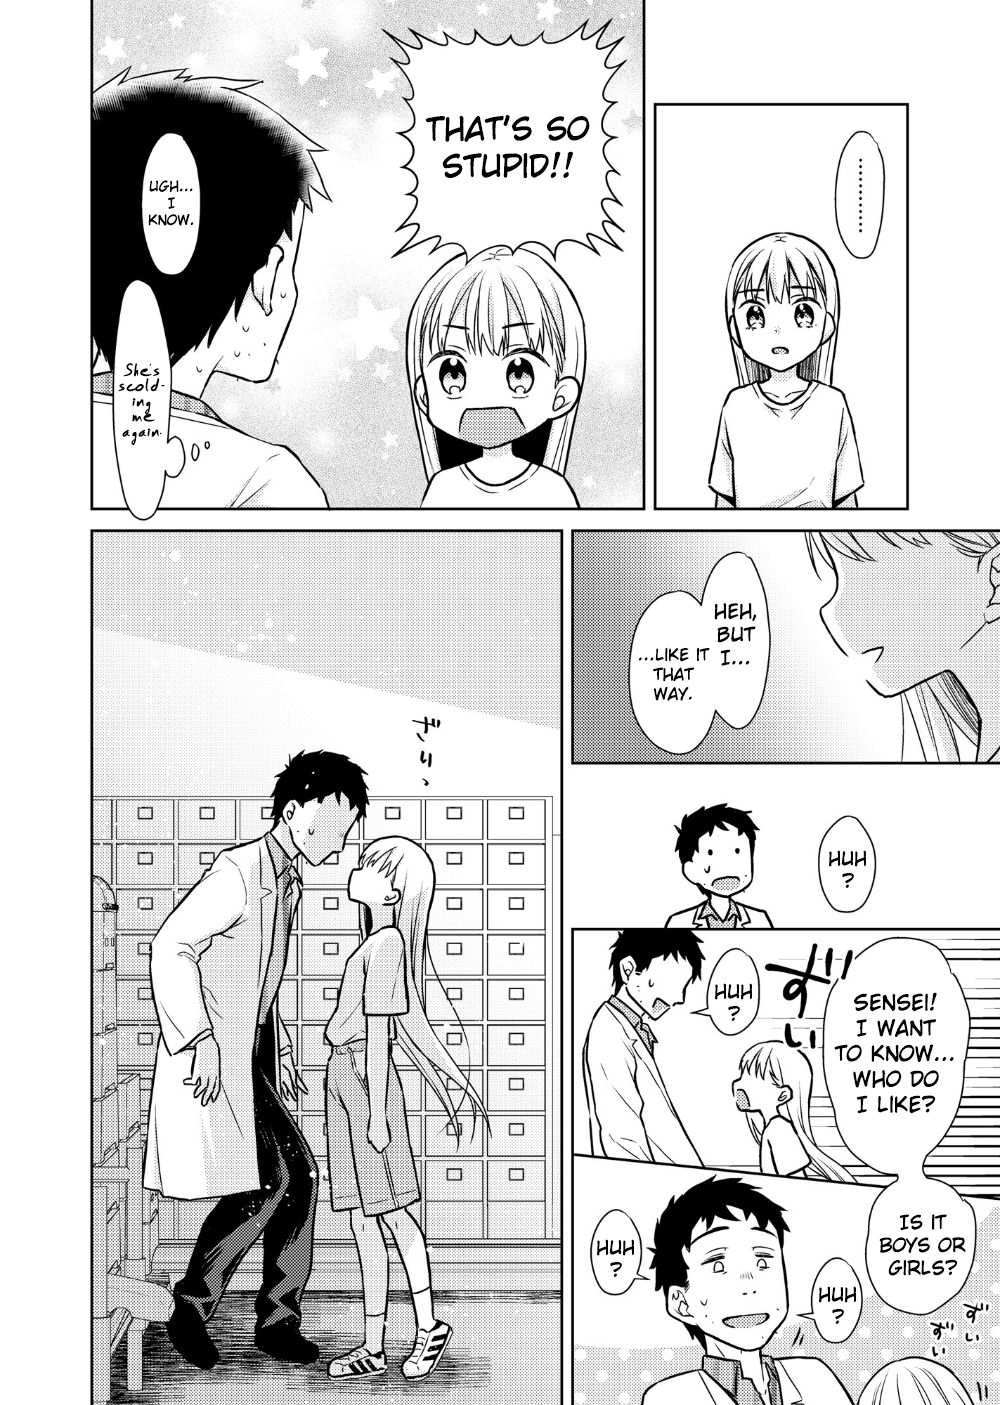 ..........
THAT'S SO
STUPID!!
UGH...
I
KNOW.
She's
scold-
ing
me
again.
HEH,
BUT
I...
...LIKE IT
THAT
WAY.
HUH
?
SENSEI!
I WANT
TO KNOW...
WHO DO
I LIKE?
ずい
HUH
?
IS IT
BOYS OR
GIRLS?
HUH
?
HUH
?
ずい
ずい
ざりっ